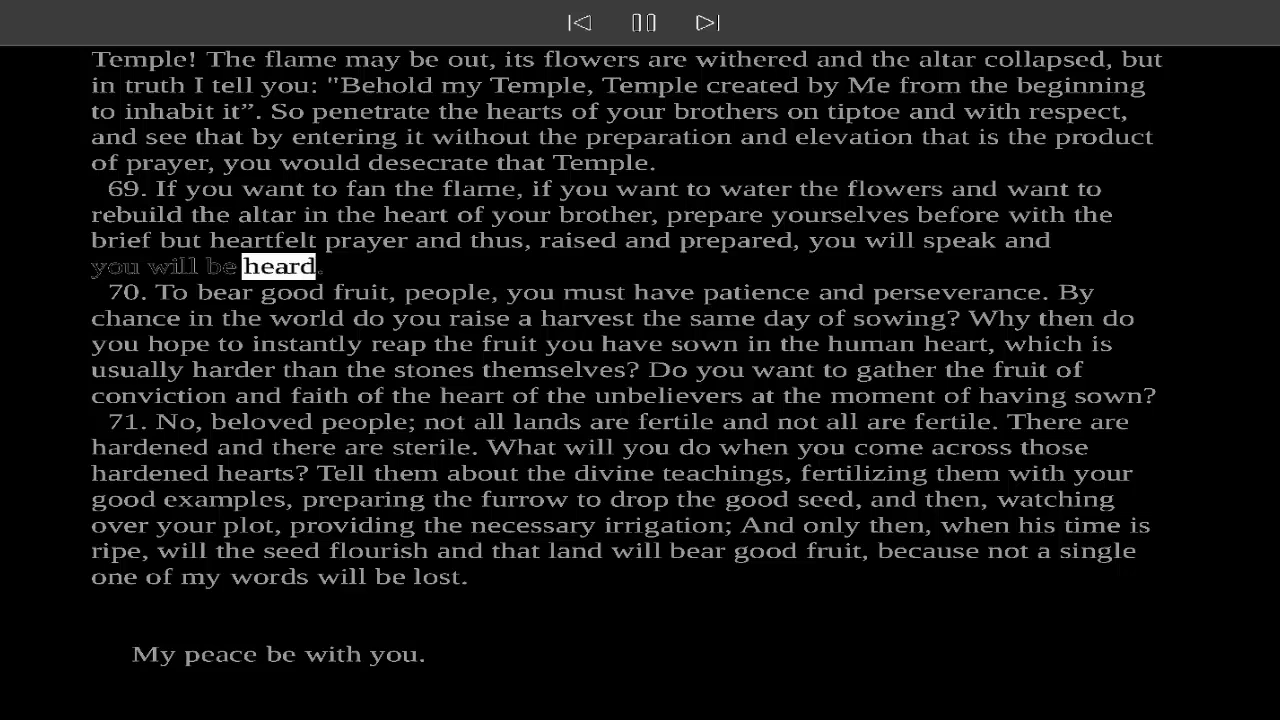 Temple! The flame may be out, its flowers are withered and the altar collapsed, but
in truth I tell you: "Behold my Temple, Temple created by Me from the beginning
to inhabit it”. So penetrate the hearts of your brothers on tiptoe and with respect,
and see that by entering it without the preparation and elevation that is the product
of prayer, you would desecrate that Temple.
69. If you want to fan the flame, if you want to water the flowers and want to
rebuild the altar in the heart of your brother, prepare yourselves before with the
brief but heartfelt prayer and thus, raised and prepared, you will speak and
you will be heard.
70. To bear good fruit, people, you must have patience and perseverance. By
chance in the world do you raise a harvest the same day of sowing? Why then do
you hope to instantly reap the fruit you have sown in the human heart, which is
usually harder than the stones themselves? Do you want to gather the fruit of
conviction and faith of the heart of the unbelievers at the moment of having sown?
71. No, beloved people; not all lands are fertile and not all are fertile. There are
hardened and there are sterile. What will you do when you come across those
hardened hearts? Tell them about the divine teachings, fertilizing them with your
good examples, preparing the furrow to drop the good seed, and then, watching
over your plot, providing the necessary irrigation; And only then, when his time is
ripe, will the seed flourish and that land will bear good fruit, because not a single
one of my words will be lost.
My peace be with you.